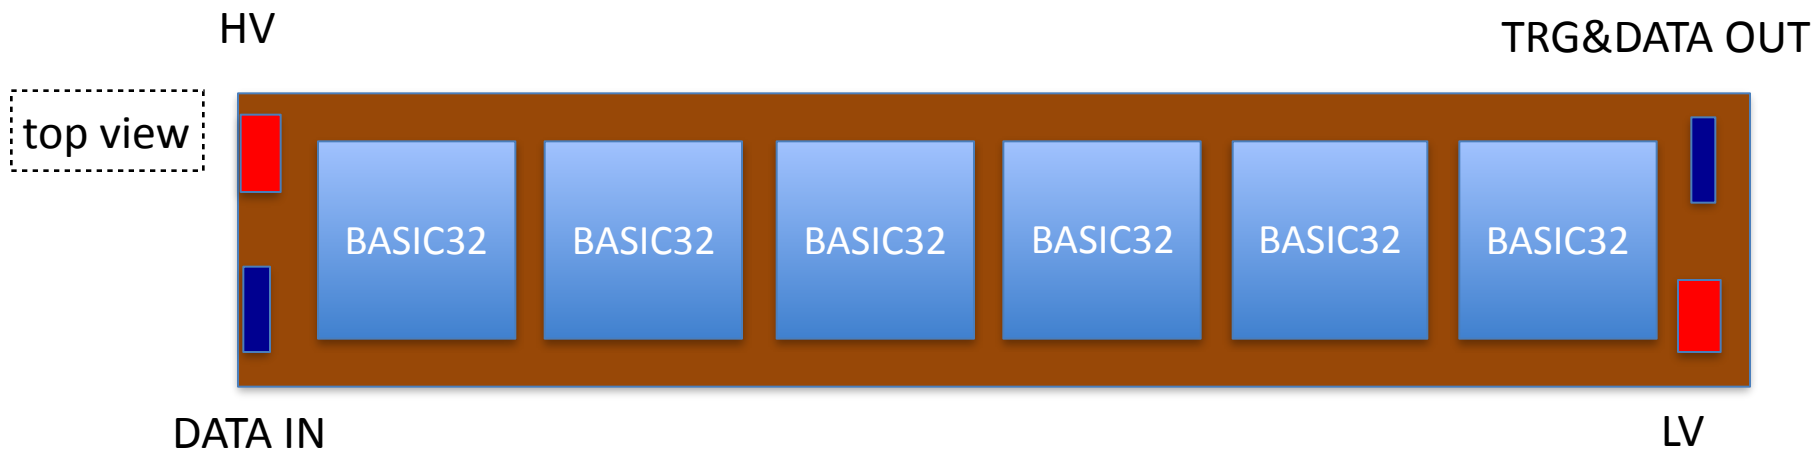 HV
TRG&DATA OUT
top view
BASIC32
BASIC32
BASIC32
BASIC32
BASIC32
BASIC32
DATA IN
LV